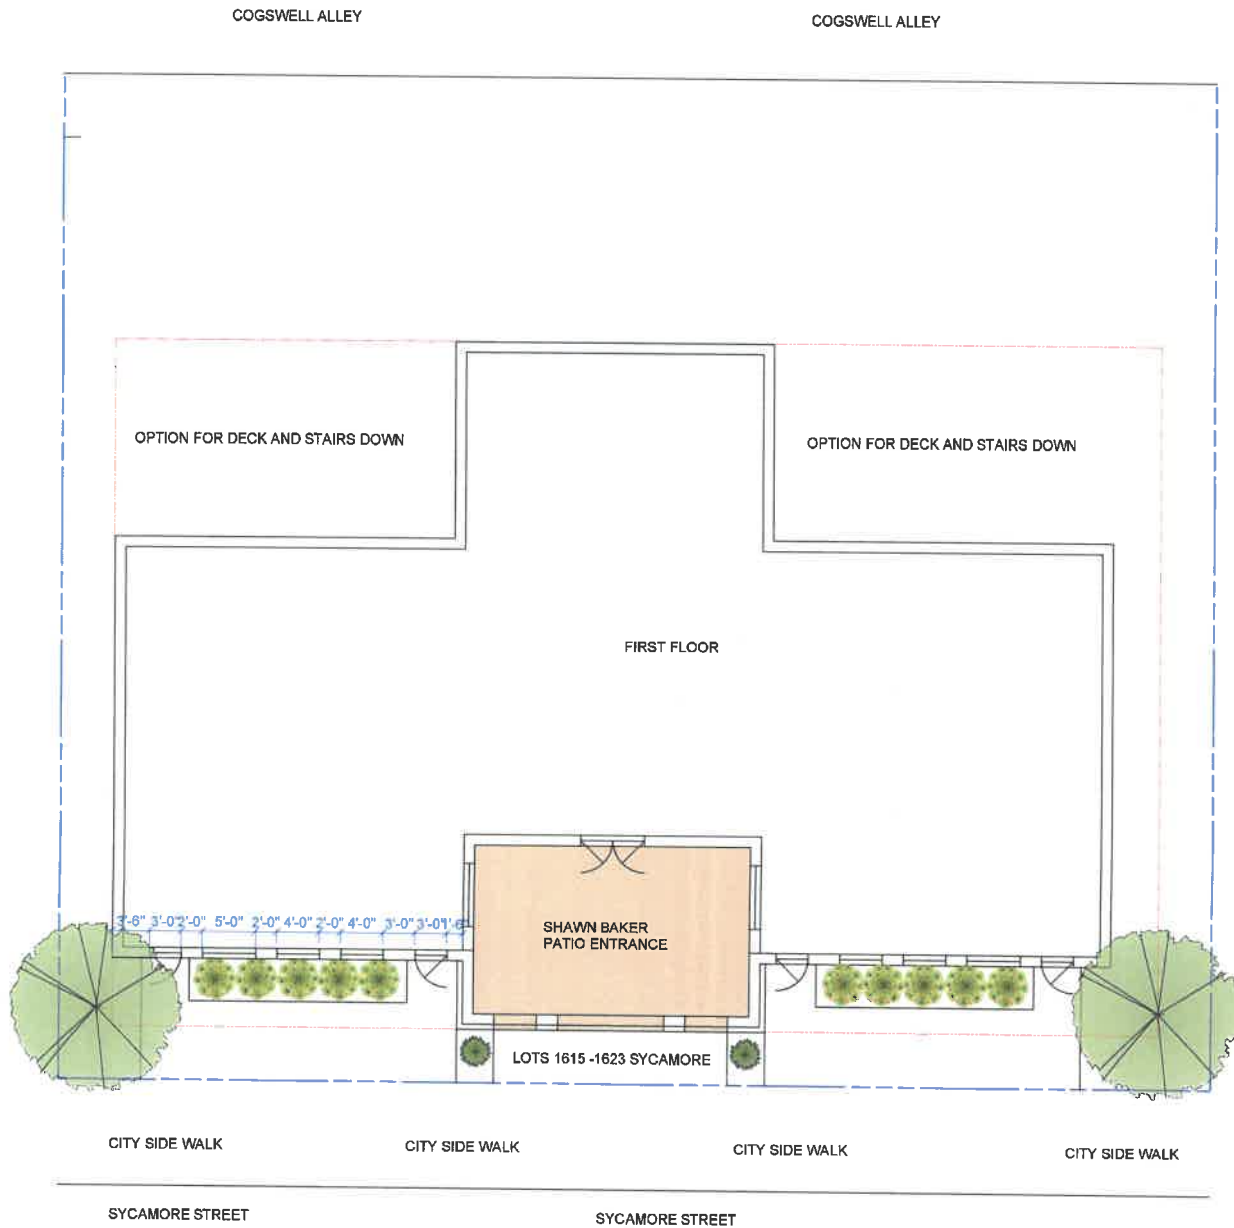 COGSWELL ALLEY
COGSWELL ALLEY
OPTION FOR DECK AND STAIRS DOWN
OPTION FOR DECK AND STAIRS DOWN
FIRST FLOOR
3'-6" 3'-0" 2'-0" 5'-0" 2'-0" 4'-0" 2'-0" 4'-0" 3'-0" 3'-0" 1'-6"
SHAWN BAKER
PATIO ENTRANCE
LOTS 1615 -1623 SYCAMORE
CITY SIDE WALK
CITY SIDE WALK
CITY SIDE WALK
CITY SIDE WALK
SYCAMORE STREET
SYCAMORE STREET